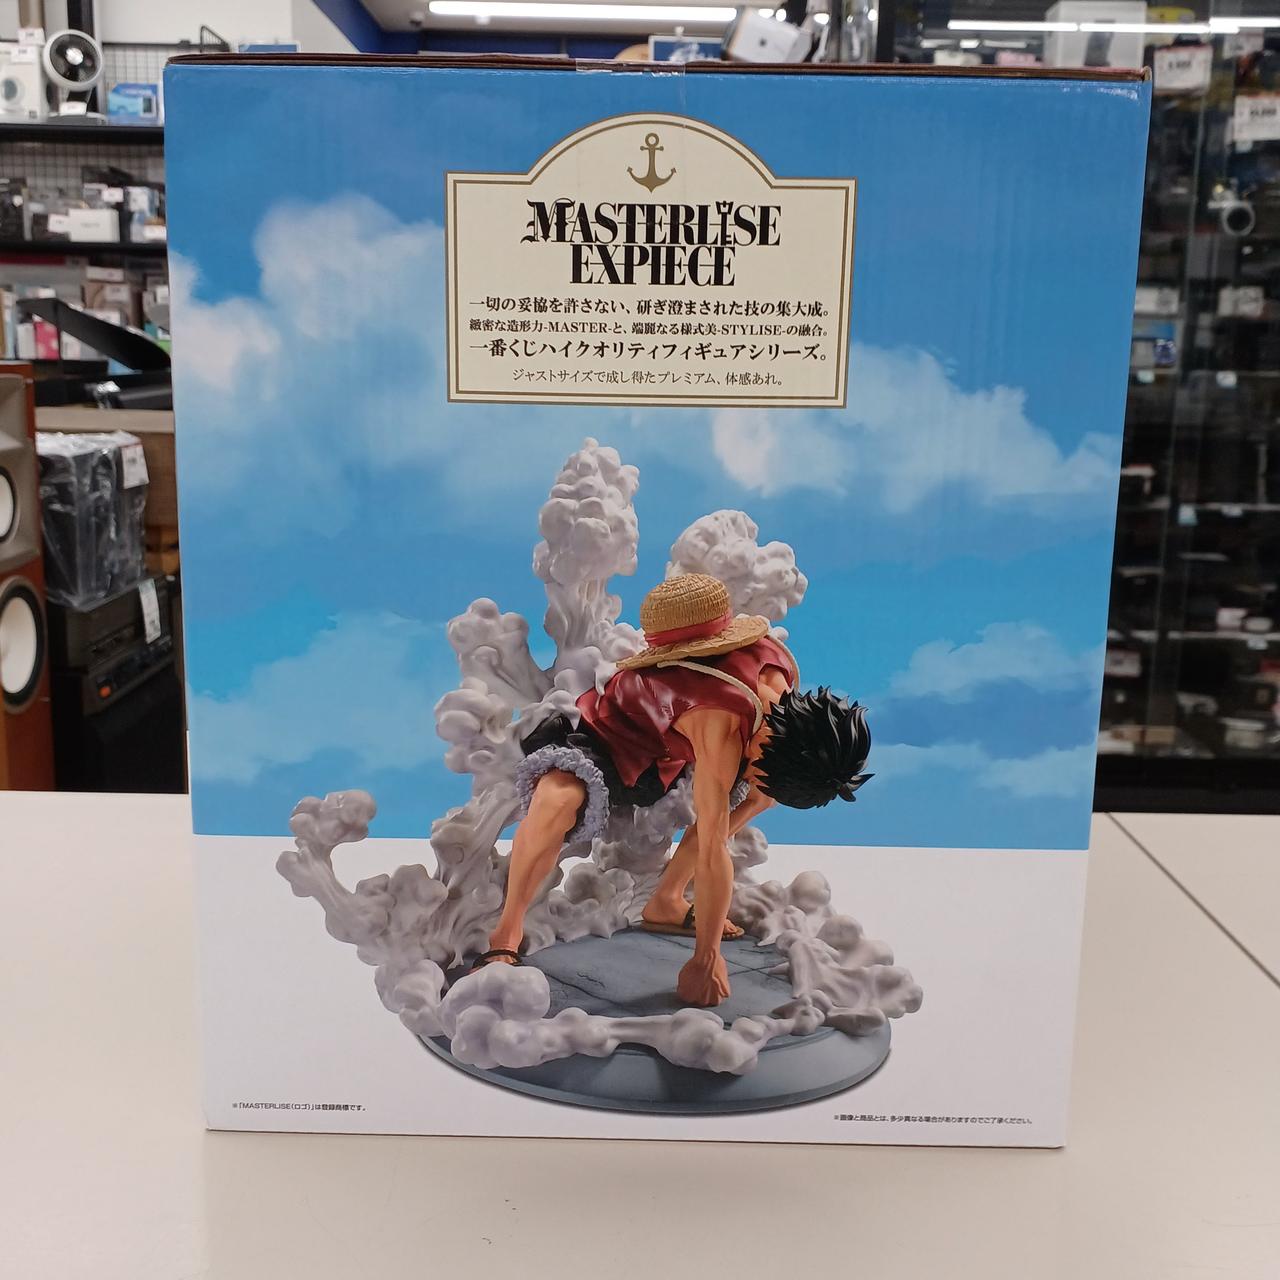 MASTERLISE
EXPIECE
一切の妥協を許さない、研ぎ澄まされた技の集大成。
緻密な造形力-MASTER-と、端麗なる様式美-STYLISE-の融合。
一番くじハイクオリティフィギュアシリーズ。
ジャストサイズで成し得たプレミアム、体感あれ。
※「MASTERLISE(ロゴ)」は登録商標です。
※画像と商品とは、多少異なる場合がありますのでご了承ください。